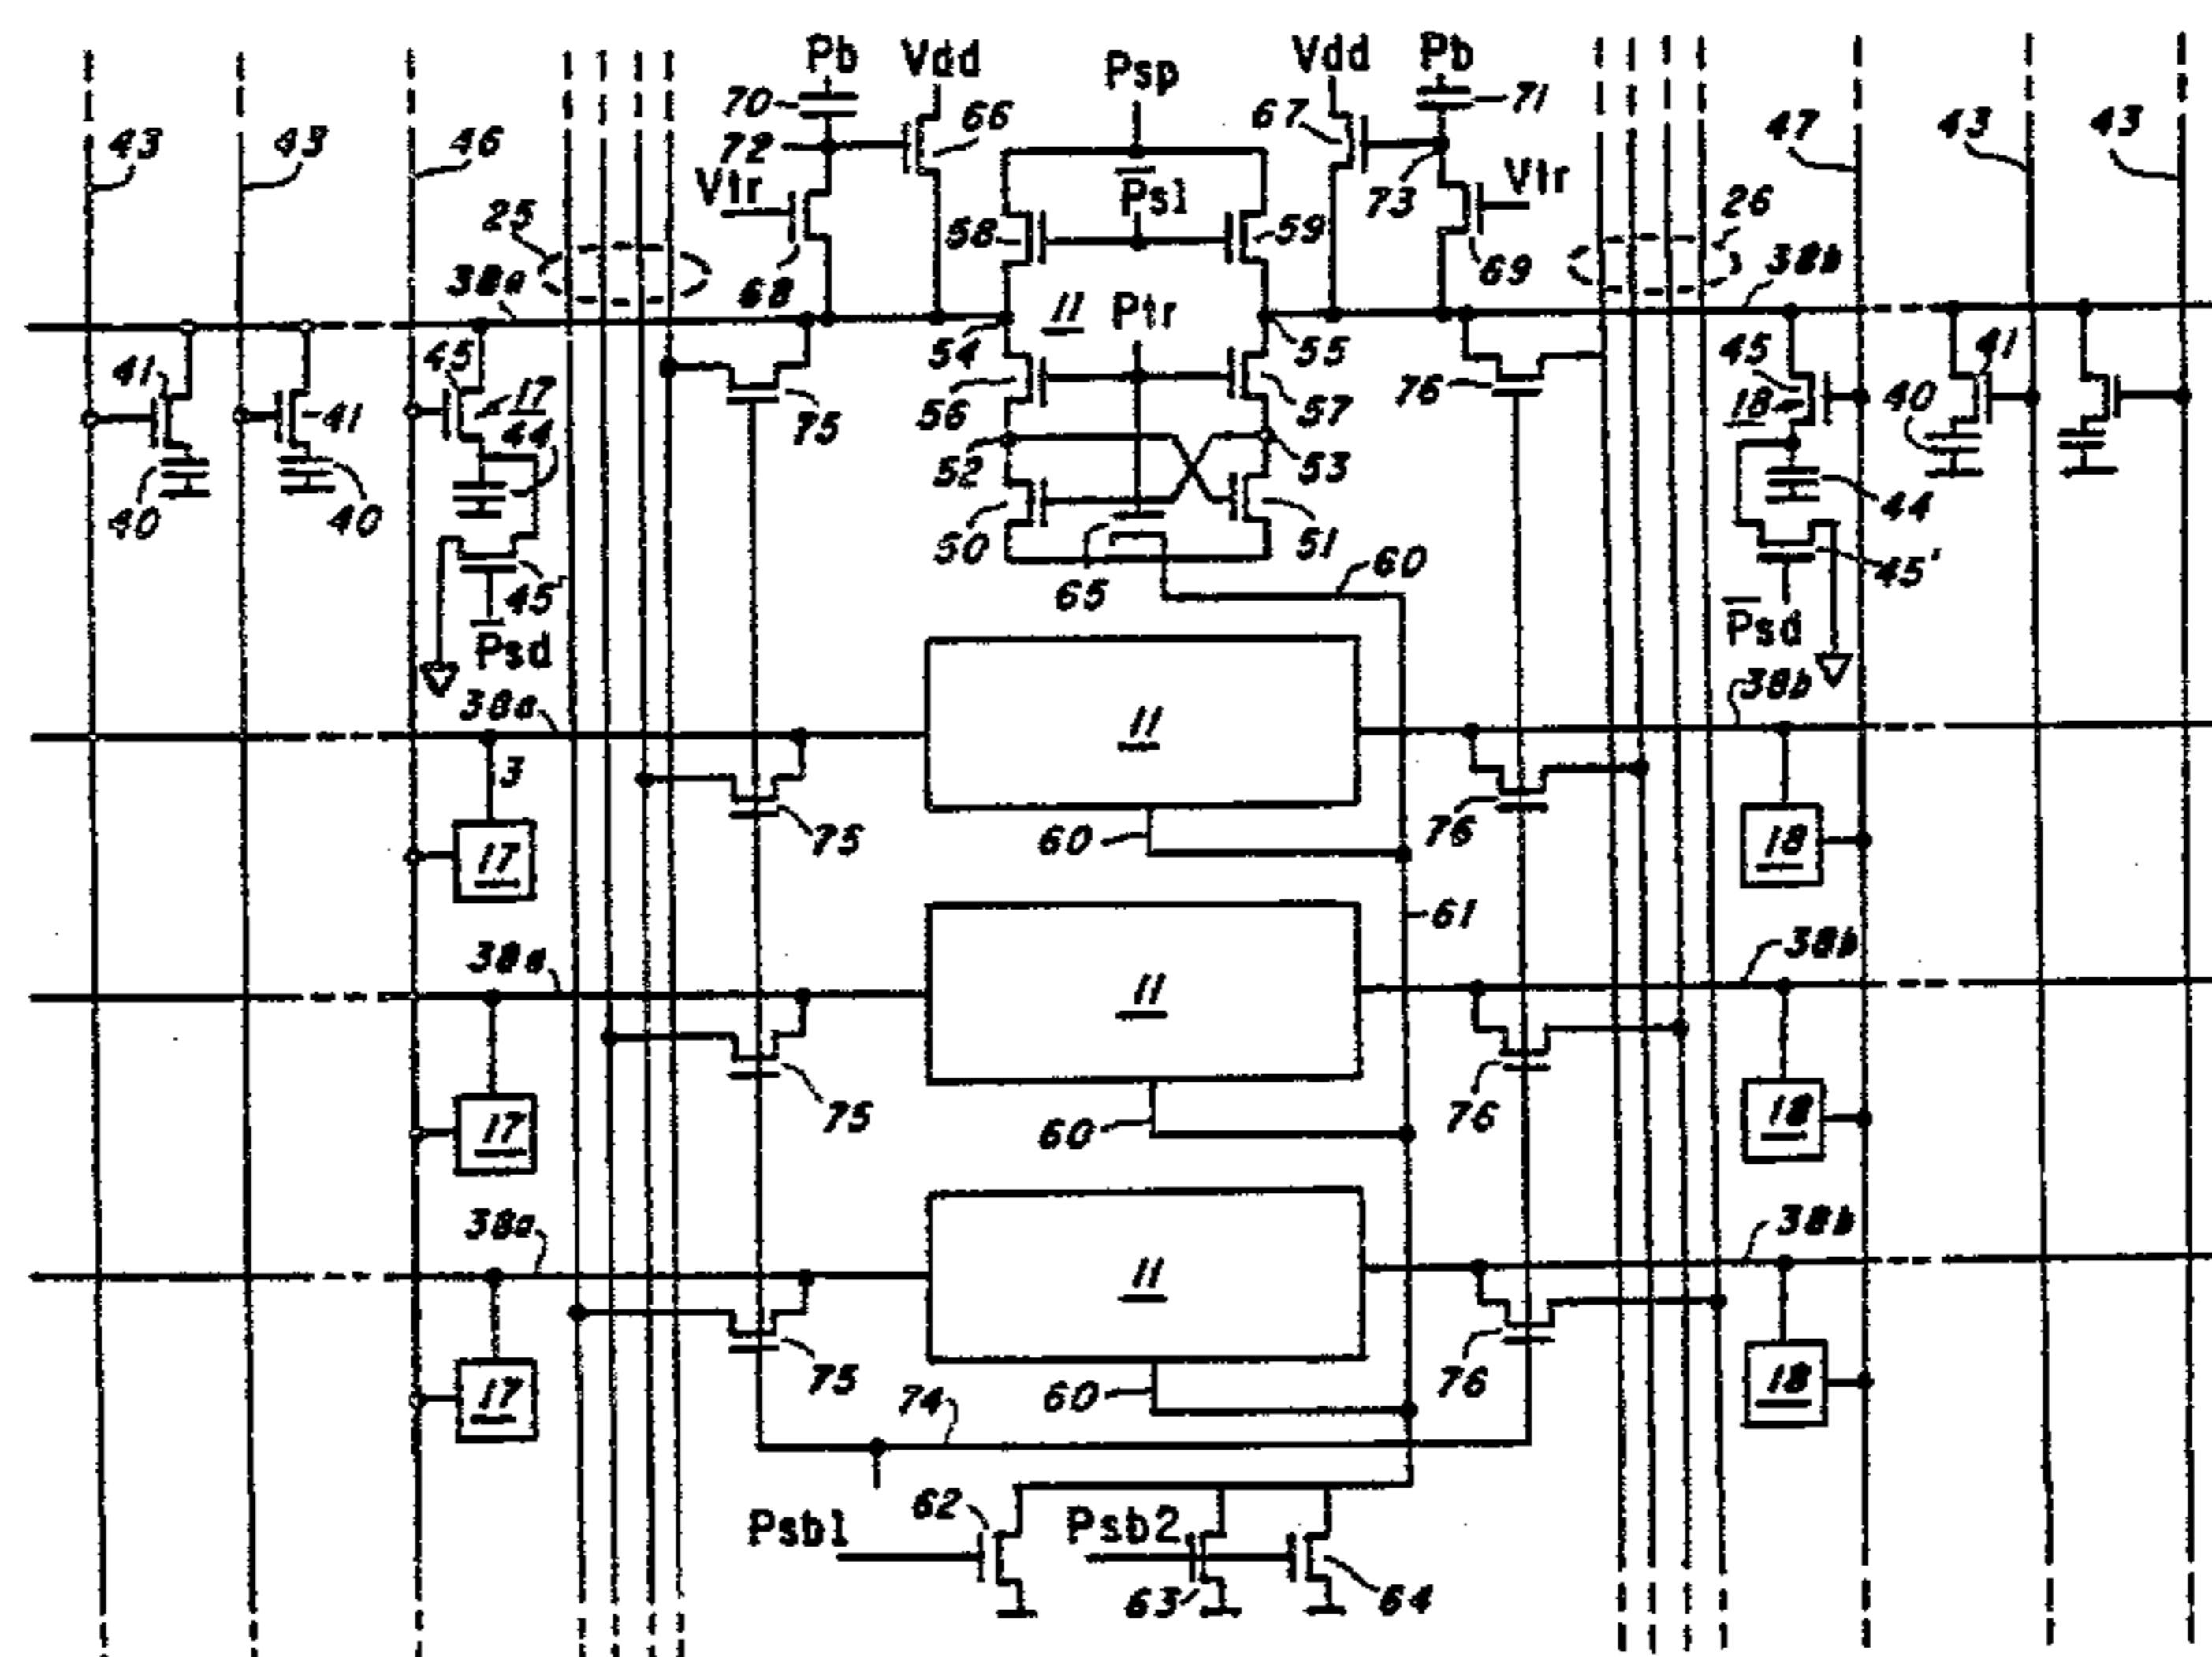 Pb Vdd Psp Vdd Pb
70 66 67 71
43 43 46 72 47 43 43
Vtr Psl 73 Vtr
25 58 59 26
38a 68 69 38b
54 11 Ptr 55
41 41 45 17 75 56 57 76 45 18 40 41
44 52 53
40 40 50 51 44
45' 65 60 45'
Psd Psd
38a 11 38b
3
17 75 60 76 18
61
38a 11 38b
17 75 60 76 18
38a 11 38b
17 75 74 60 76 18
62
Psb1 Psb2
63 64